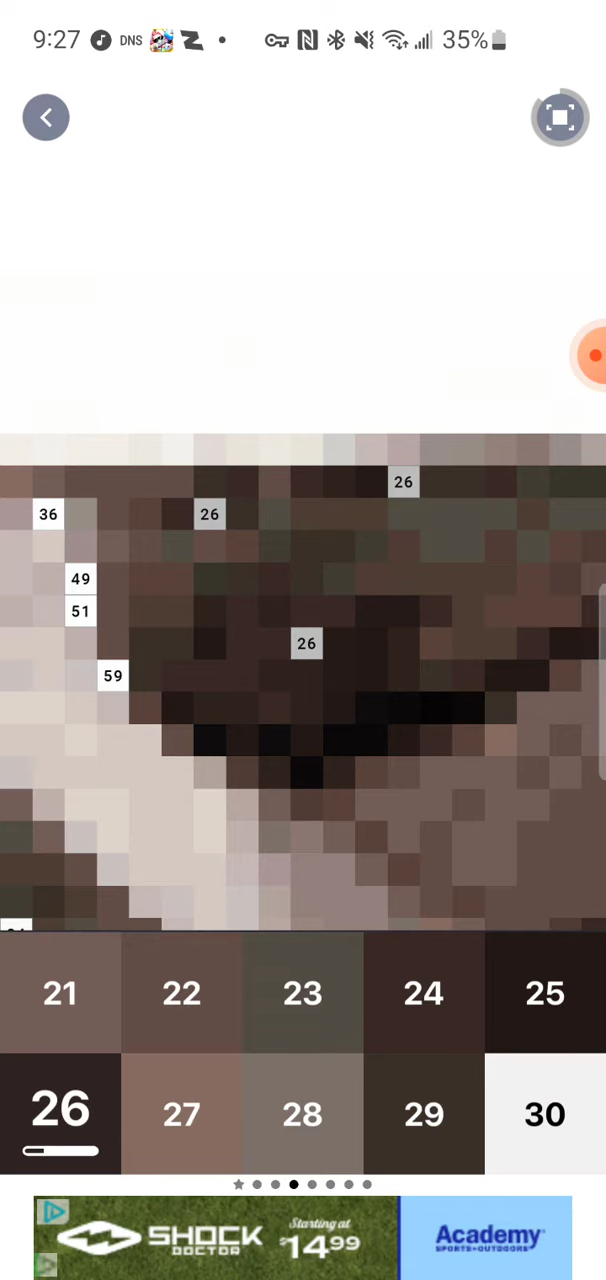 9:27 DNS 35%
26
36 26
49
51
26
59
21 22 23 24 25
26 27 28 29 30
SHOCK DOCTOR Starting at $14.99 Academy SPORTS+OUTDOORS